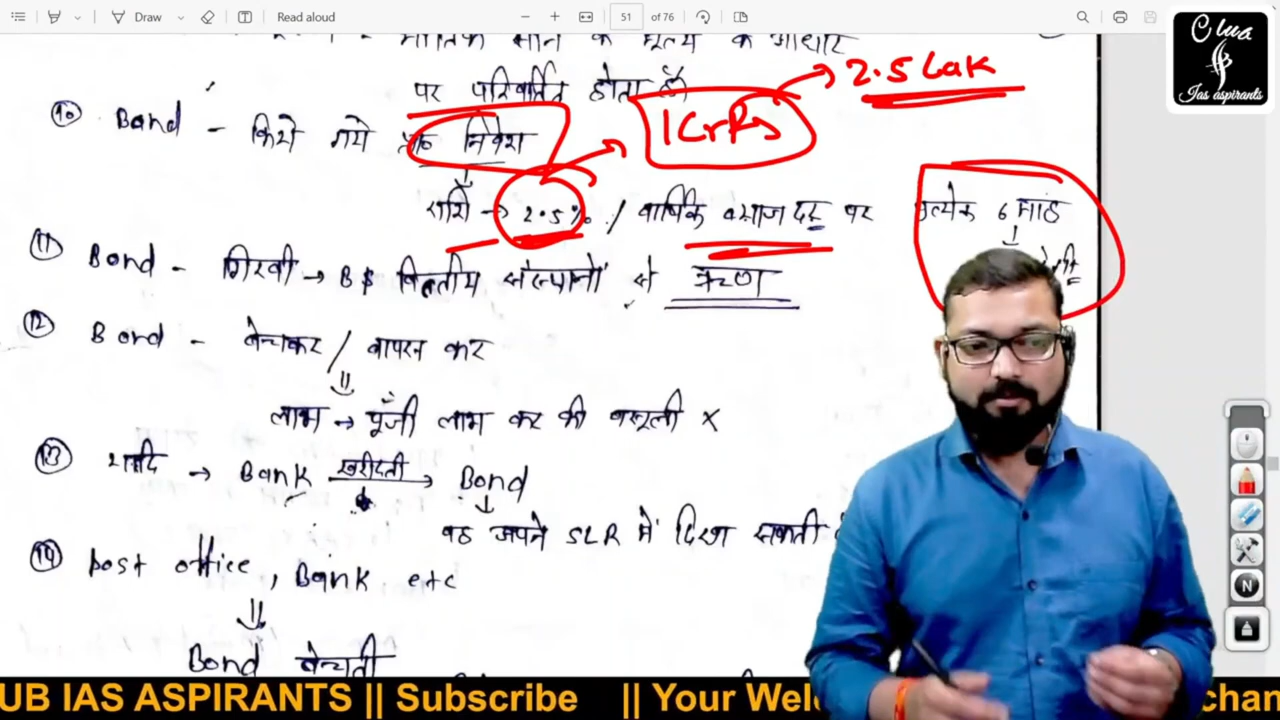 Draw
Read aloud
51 of 76
Club
Ias aspirants
पर परिवर्तित होता है।
2.5 Lak
⑩ Bond - किये गये निवेश
1CrRs
राशि → 2.5% / वार्षिक ब्याज दर पर प्रत्येक 6 माह
⑪ Bond - गिरवी → B$ वित्तीय संस्थानों से ऋण
⑫ Bond - बेचकर / वापस कर
लाभ → पूँजी लाभ कर की वसूली x
⑬ यदि → Bank खरीदती Bond
वह अपने SLR में दिखा सकती
⑭ Post office, Bank etc
Bond बेचती
UB IAS ASPIRANTS || Subscribe || Your Wel chan